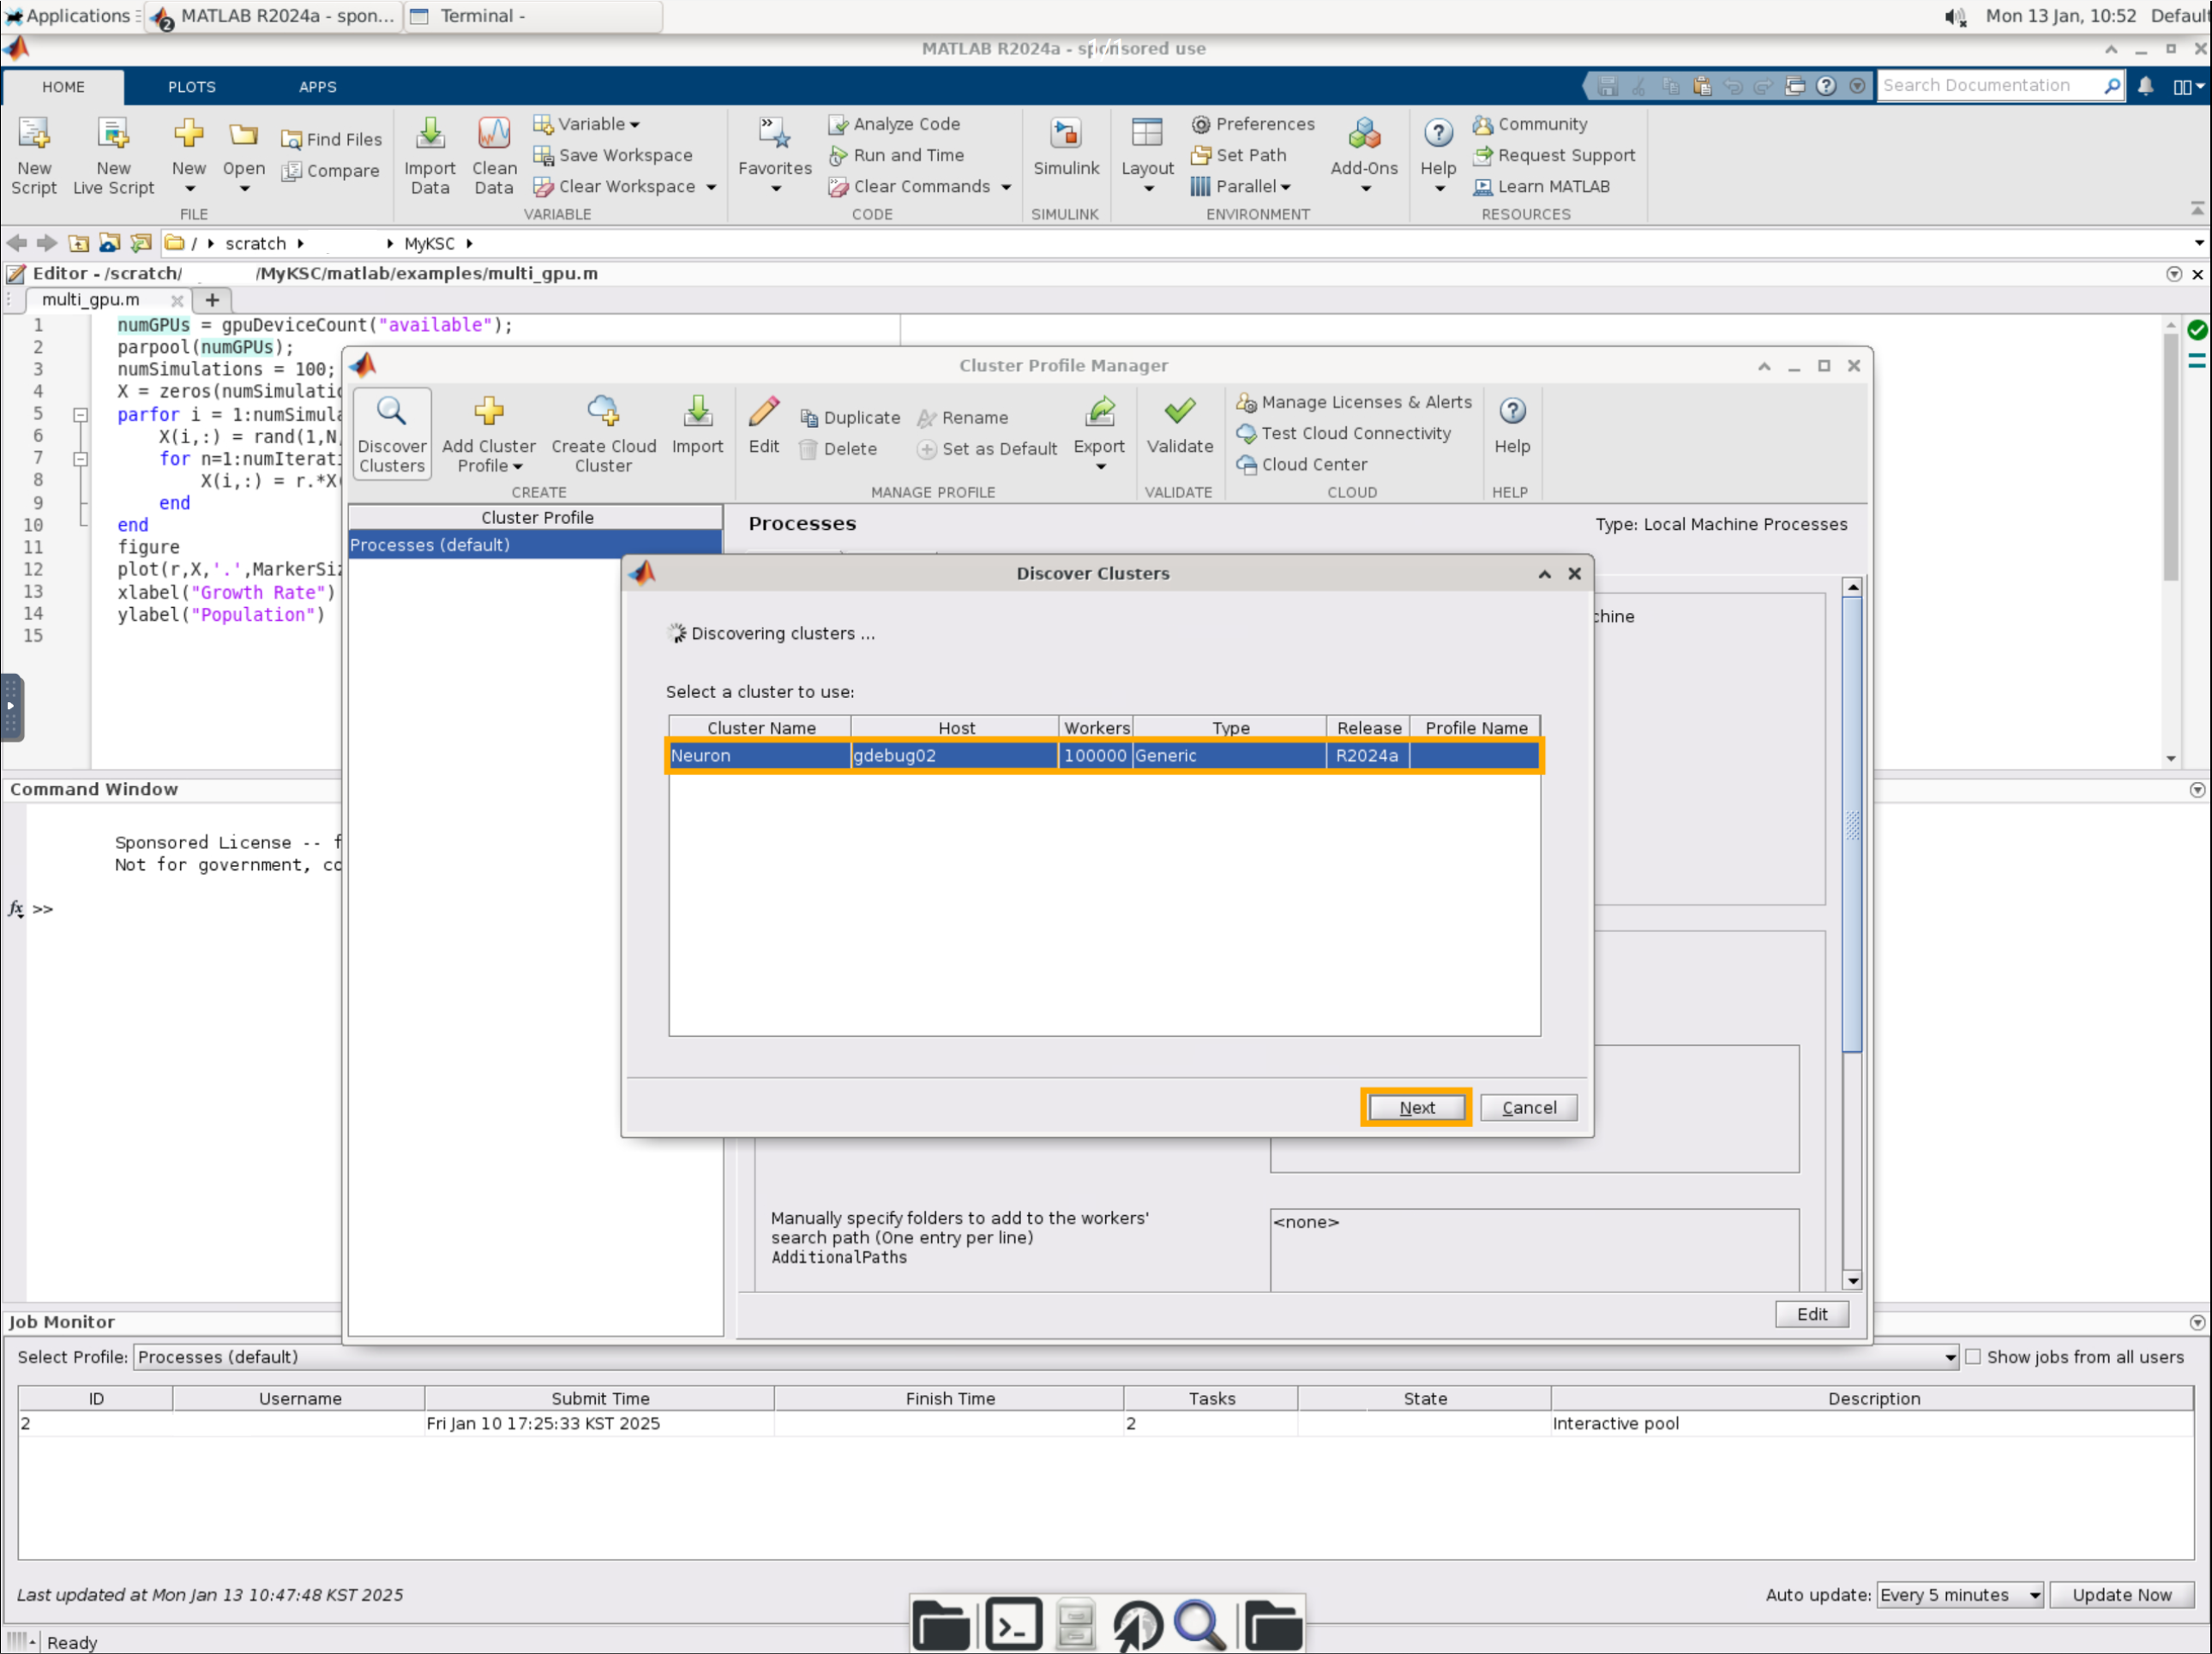 Applications
MATLAB R2024a - spon...
Terminal -
Mon 13 Jan, 10:52
Default
MATLAB R2024a - sponsored use
1/1
HOME
PLOTS
APPS
Search Documentation
New Script
New Live Script
New
Open
Find Files
Compare
FILE
Import Data
Clean Data
Variable
Save Workspace
Clear Workspace
VARIABLE
Favorites
Analyze Code
Run and Time
Clear Commands
CODE
Simulink
SIMULINK
Layout
Preferences
Set Path
Parallel
Add-Ons
ENVIRONMENT
Help
Community
Request Support
Learn MATLAB
RESOURCES
/ scratch MyKSC
Editor - /scratch/ /MyKSC/matlab/examples/multi_gpu.m
multi_gpu.m
1 numGPUs = gpuDeviceCount("available");
2 parpool(numGPUs);
3 numSimulations = 100;
4 X = zeros(numSimulatio
5 parfor i = 1:numSimula
6 X(i,:) = rand(1,N,
7 for n=1:numIterati
8 X(i,:) = r.*X(
9 end
10 end
11 figure
12 plot(r,X,'.',MarkerSiz
13 xlabel("Growth Rate")
14 ylabel("Population")
15
Cluster Profile Manager
Discover Clusters
Add Cluster Profile
Create Cloud Cluster
Import
CREATE
Edit
Duplicate
Delete
Rename
Set as Default
Export
MANAGE PROFILE
Validate
VALIDATE
Manage Licenses & Alerts
Test Cloud Connectivity
Cloud Center
CLOUD
Help
HELP
Cluster Profile
Processes (default)
Processes
Type: Local Machine Processes
chine
Discover Clusters
Discovering clusters ...
Select a cluster to use:
Cluster Name Host Workers Type Release Profile Name
Neuron gdebug02 100000 Generic R2024a
Next
Cancel
Manually specify folders to add to the workers'
search path (One entry per line)
AdditionalPaths
<none>
Edit
Command Window
Sponsored License -- f
Not for government, co
fx >>
Job Monitor
Select Profile: Processes (default)
Show jobs from all users
ID Username Submit Time Finish Time Tasks State Description
2 Fri Jan 10 17:25:33 KST 2025 2 Interactive pool
Last updated at Mon Jan 13 10:47:48 KST 2025
Auto update: Every 5 minutes
Update Now
Ready